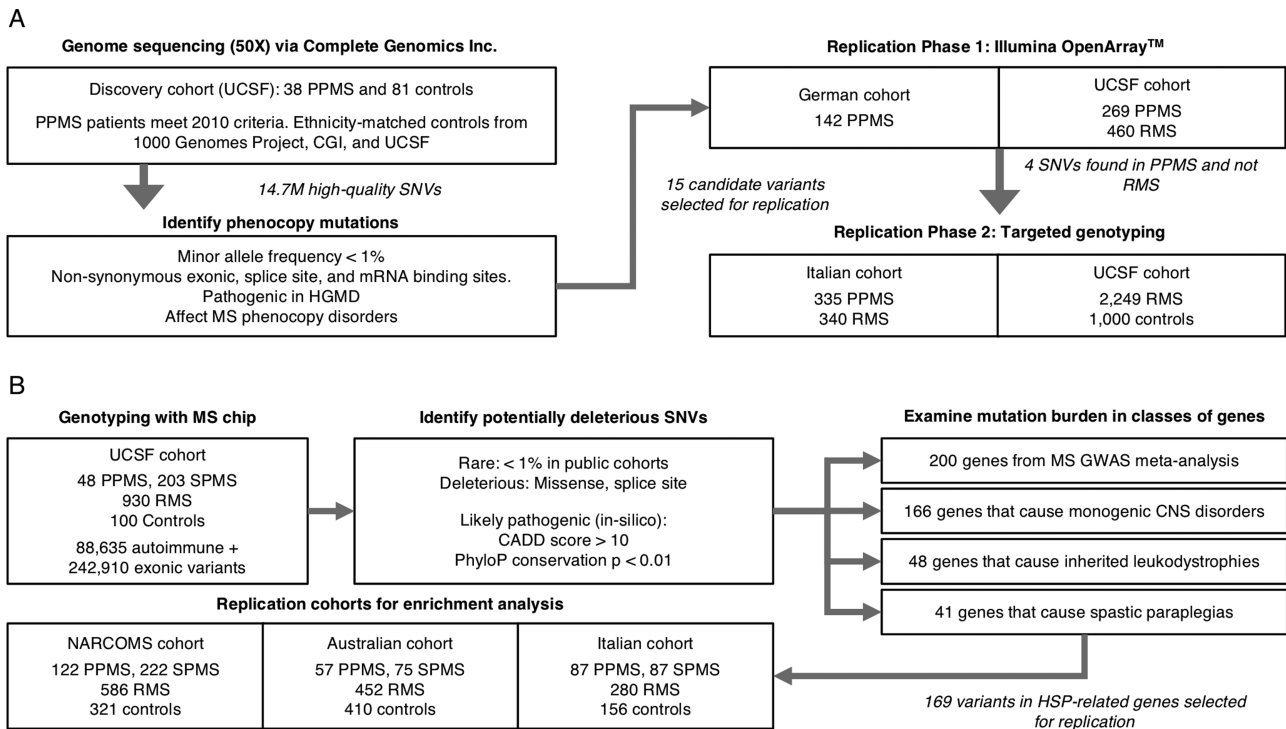 A
Genome sequencing (50X) via Complete Genomics Inc.
Discovery cohort (UCSF): 38 PPMS and 81 controls
PPMS patients meet 2010 criteria. Ethnicity-matched controls from
1000 Genomes Project, CGI, and UCSF
14.7M high-quality SNVs
Identify phenocopy mutations
Minor allele frequency < 1%
Non-synonymous exonic, splice site, and mRNA binding sites.
Pathogenic in HGMD
Affect MS phenocopy disorders
15 candidate variants
selected for replication
Replication Phase 1: Illumina OpenArray™
German cohort
142 PPMS
UCSF cohort
269 PPMS
460 RMS
4 SNVs found in PPMS and not
RMS
Replication Phase 2: Targeted genotyping
Italian cohort
335 PPMS
340 RMS
UCSF cohort
2,249 RMS
1,000 controls
B
Genotyping with MS chip
UCSF cohort
48 PPMS, 203 SPMS
930 RMS
100 Controls
88,635 autoimmune +
242,910 exonic variants
Identify potentially deleterious SNVs
Rare: < 1% in public cohorts
Deleterious: Missense, splice site
Likely pathogenic (in-silico):
CADD score > 10
PhyloP conservation p < 0.01
Examine mutation burden in classes of genes
200 genes from MS GWAS meta-analysis
166 genes that cause monogenic CNS disorders
48 genes that cause inherited leukodystrophies
41 genes that cause spastic paraplegias
169 variants in HSP-related genes selected
for replication
Replication cohorts for enrichment analysis
NARCOMS cohort
122 PPMS, 222 SPMS
586 RMS
321 controls
Australian cohort
57 PPMS, 75 SPMS
452 RMS
410 controls
Italian cohort
87 PPMS, 87 SPMS
280 RMS
156 controls